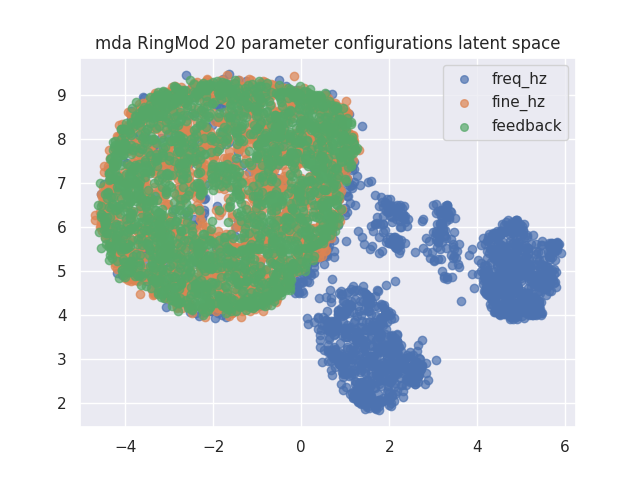 mda RingMod 20 parameter configurations latent space
freq_hz
fine_hz
feedback
9
8
7
6
5
4
3
2
−4 −2 0 2 4 6